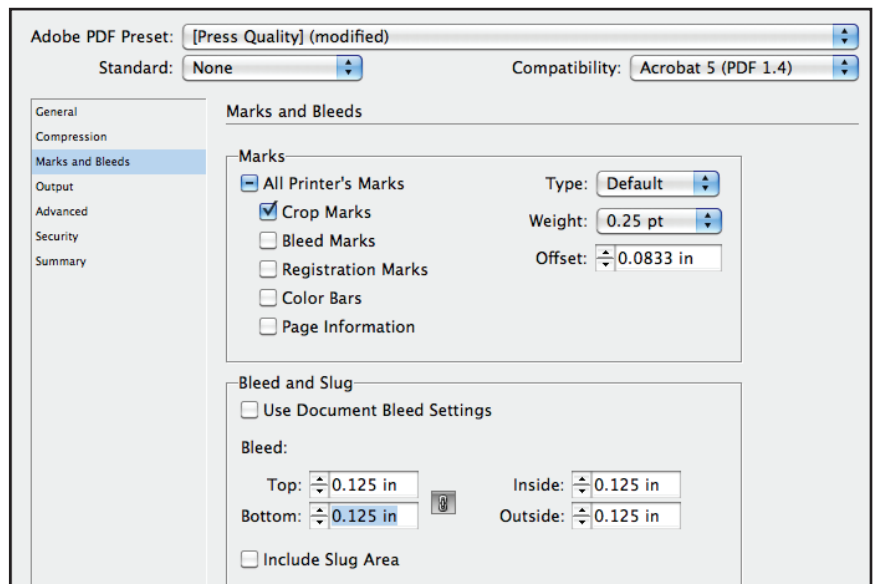 Adobe PDF Preset: [Press Quality] (modified)
Standard: None Compatibility: Acrobat 5 (PDF 1.4)
General
Compression
Marks and Bleeds
Output
Advanced
Security
Summary
Marks and Bleeds
Marks
All Printer's Marks
Crop Marks
Bleed Marks
Registration Marks
Color Bars
Page Information
Type: Default
Weight: 0.25 pt
Offset: 0.0833 in
Bleed and Slug
Use Document Bleed Settings
Bleed:
Top: 0.125 in Inside: 0.125 in
Bottom: 0.125 in Outside: 0.125 in
Include Slug Area